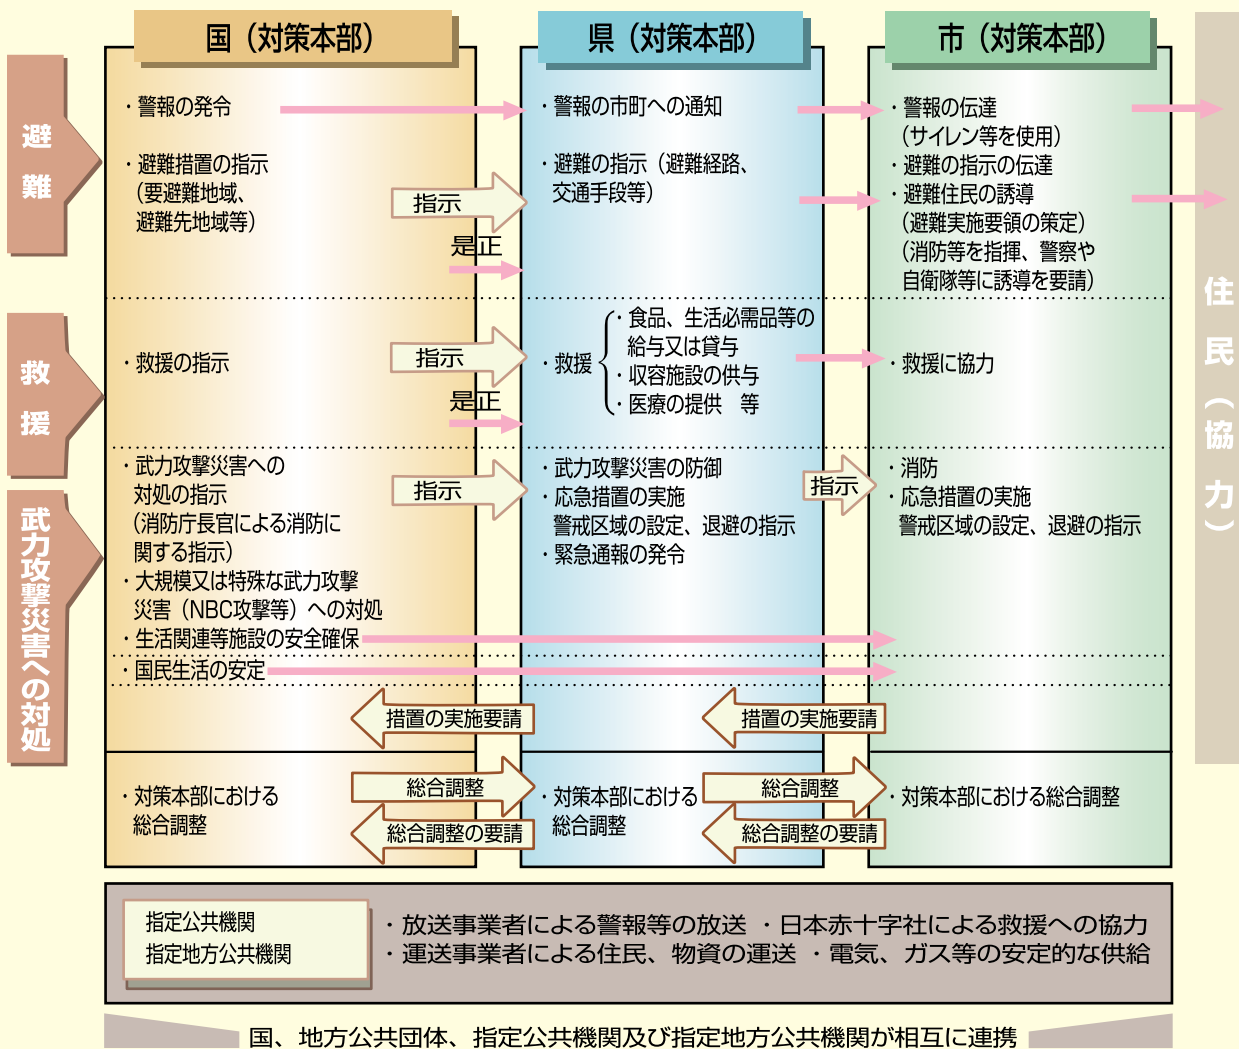 国（対策本部）
県（対策本部）
市（対策本部）
避難
・警報の発令
・避難措置の指示
（要避難地域、
避難先地域等）
指示
是正
・警報の市町への通知
・避難の指示（避難経路、
交通手段等）
・警報の伝達
（サイレン等を使用）
・避難の指示の伝達
・避難住民の誘導
（避難実施要領の策定）
（消防等を指揮、警察や
自衛隊等に誘導を要請）
住民（協力）
救援
・救援の指示
指示
是正
・救援
・食品、生活必需品等の
給与又は貸与
・収容施設の供与
・医療の提供　等
・救援に協力
武力攻撃災害への対処
・武力攻撃災害への
対処の指示
（消防庁長官による消防に
関する指示）
・大規模又は特殊な武力攻撃
災害（NBC攻撃等）への対処
・生活関連等施設の安全確保
・国民生活の安定
指示
・武力攻撃災害の防御
・応急措置の実施
警戒区域の設定、退避の指示
・緊急通報の発令
指示
・消防
・応急措置の実施
警戒区域の設定、退避の指示
措置の実施要請
措置の実施要請
・対策本部における
総合調整
総合調整
総合調整の要請
・対策本部における
総合調整
総合調整
総合調整の要請
・対策本部における総合調整
指定公共機関
指定地方公共機関
・放送事業者による警報等の放送 ・日本赤十字社による救援への協力
・運送事業者による住民、物資の運送 ・電気、ガス等の安定的な供給
国、地方公共団体、指定公共機関及び指定地方公共機関が相互に連携